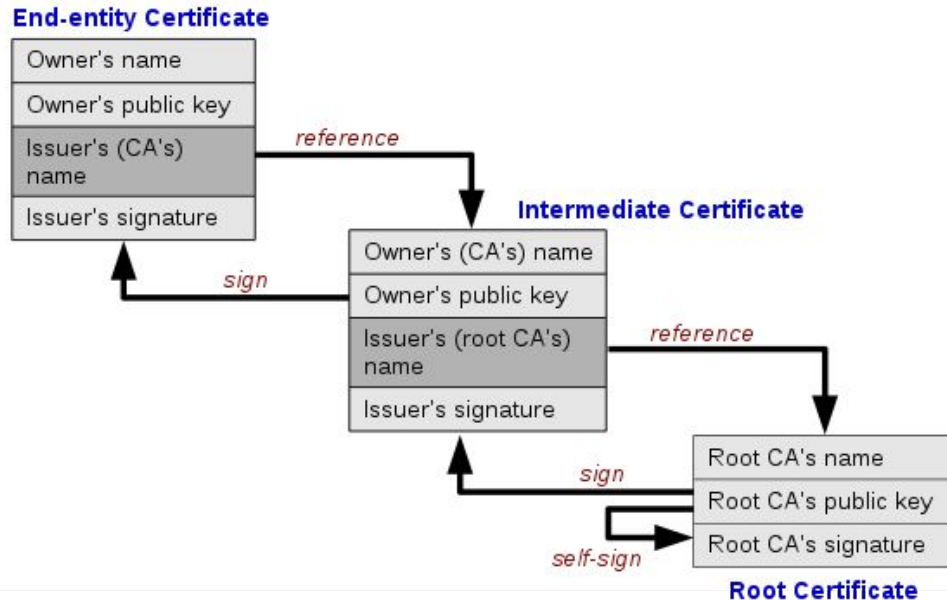 End-entity Certificate
Owner's name
Owner's public key
Issuer's (CA's)
name
Issuer's signature
reference
sign
Intermediate Certificate
Owner's (CA's) name
Owner's public key
Issuer's (root CA's)
name
Issuer's signature
reference
sign
self-sign
Root CA's name
Root CA's public key
Root CA's signature
Root Certificate